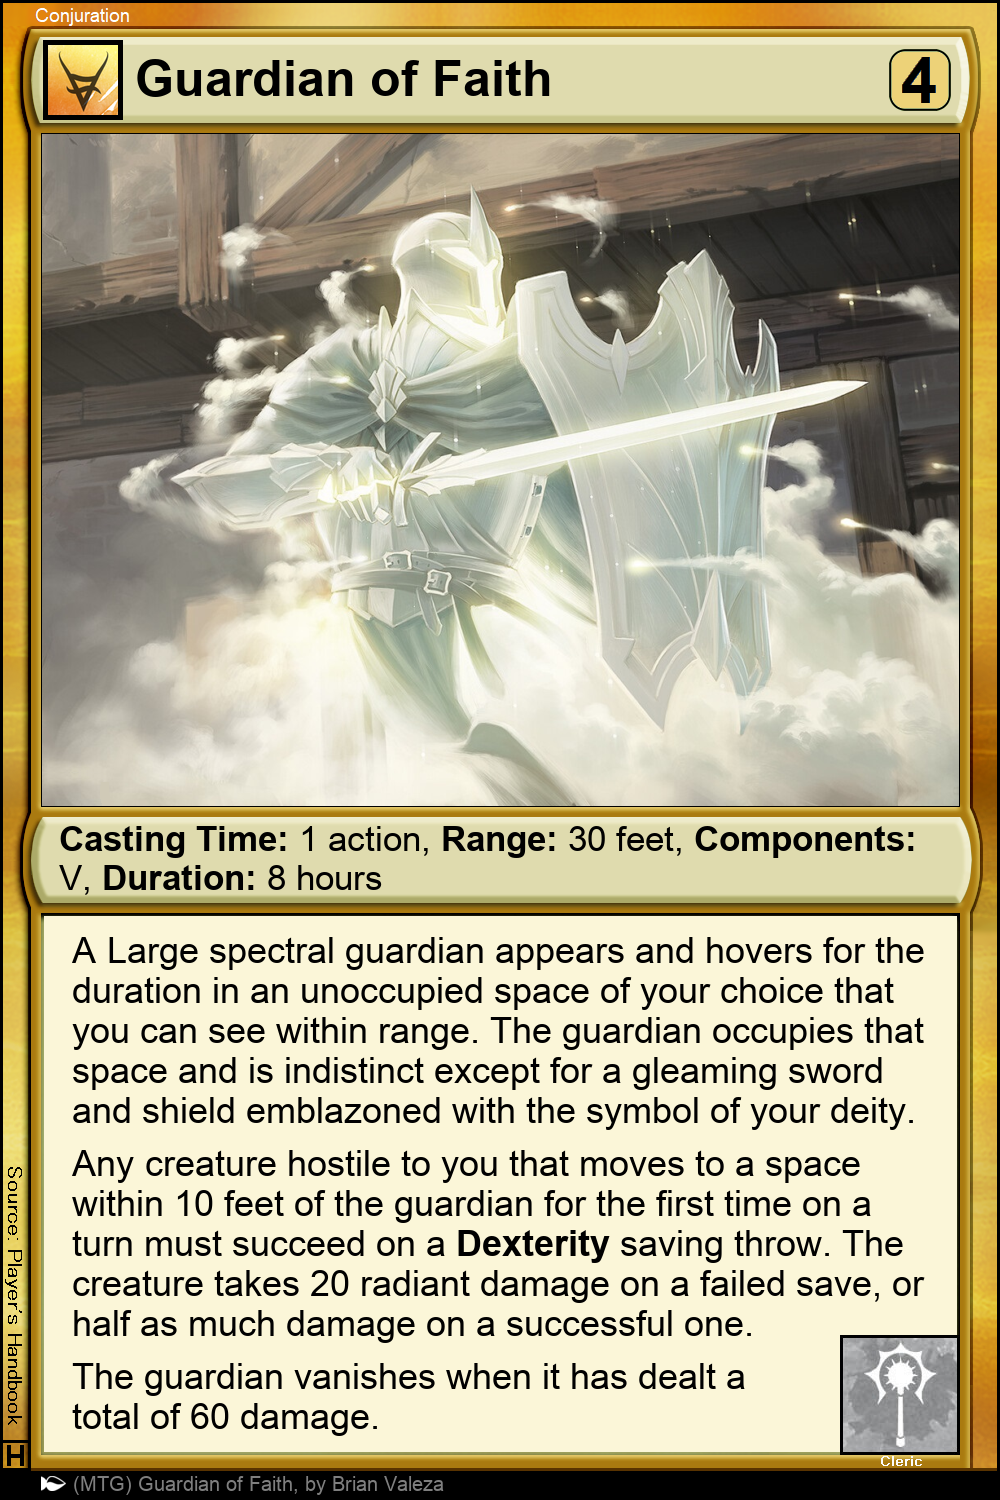 Conjuration
Guardian of Faith
4
Casting Time: 1 action, Range: 30 feet, Components:
V, Duration: 8 hours
A Large spectral guardian appears and hovers for the
duration in an unoccupied space of your choice that
you can see within range. The guardian occupies that
space and is indistinct except for a gleaming sword
and shield emblazoned with the symbol of your deity.
Any creature hostile to you that moves to a space
within 10 feet of the guardian for the first time on a
turn must succeed on a Dexterity saving throw. The
creature takes 20 radiant damage on a failed save, or
half as much damage on a successful one.
The guardian vanishes when it has dealt a
total of 60 damage.
Source: Player's Handbook
H
Cleric
(MTG) Guardian of Faith, by Brian Valeza